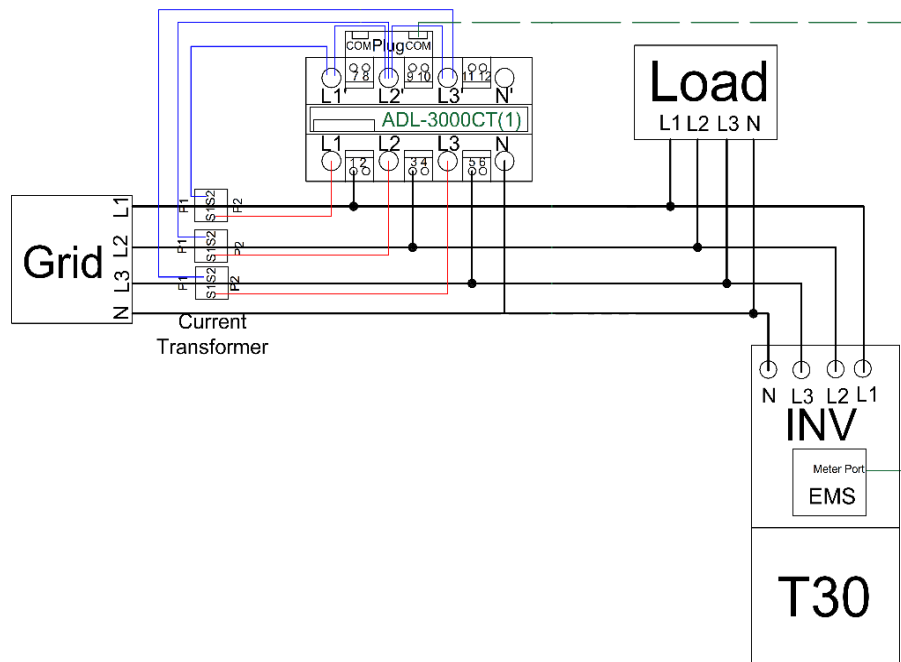 COM Plug COM
7 8 9 10 11 12
L1' L2' L3' N'
ADL-3000CT(1)
L1 L2 L3 N
1 2 3 4 5 6
Load
L1 L2 L3 N
Grid
L1
L2
L3
N
P1 S1 S2 P2
P1 S1 S2 P2
P1 S1 S2 P2
Current
Transformer
N L3 L2 L1
INV
Meter Port
EMS
T30